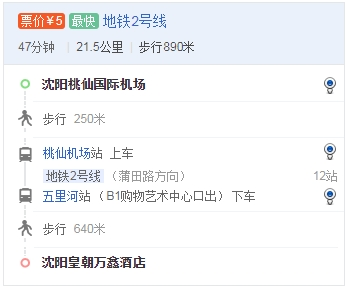 票价¥5 最快 地铁2号线
47分钟 | 21.5公里 | 步行890米
沈阳桃仙国际机场
步行 250米
桃仙机场站 上车
地铁2号线 (蒲田路方向) 12站
五里河站 (B1购物艺术中心口出) 下车
步行 640米
沈阳皇朝万鑫酒店